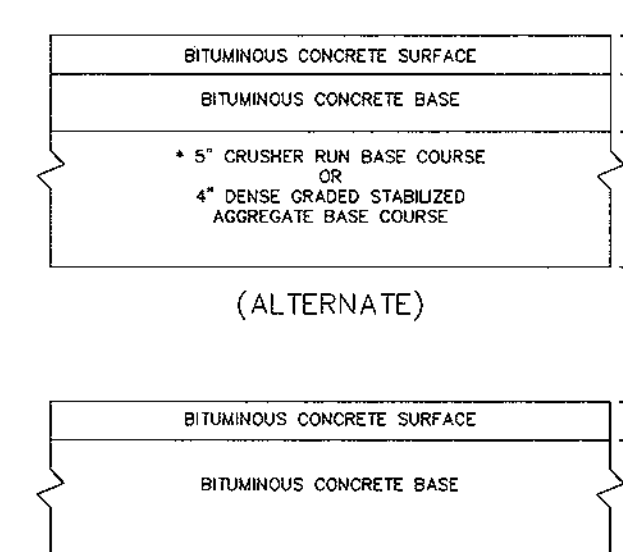 BITUMINOUS CONCRETE SURFACE
BITUMINOUS CONCRETE BASE
* 5" CRUSHER RUN BASE COURSE
OR
4" DENSE GRADED STABILIZED
AGGREGATE BASE COURSE
(ALTERNATE)
BITUMINOUS CONCRETE SURFACE
BITUMINOUS CONCRETE BASE